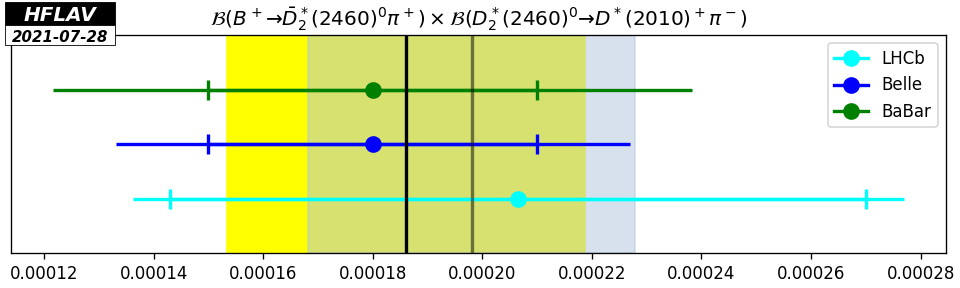 HFLAV
2021-07-28
ℬ(B⁺→D̄₂*(2460)⁰π⁺) × ℬ(D₂*(2460)⁰→D*(2010)⁺π⁻)
LHCb
Belle
BaBar
0.00012 0.00014 0.00016 0.00018 0.00020 0.00022 0.00024 0.00026 0.00028